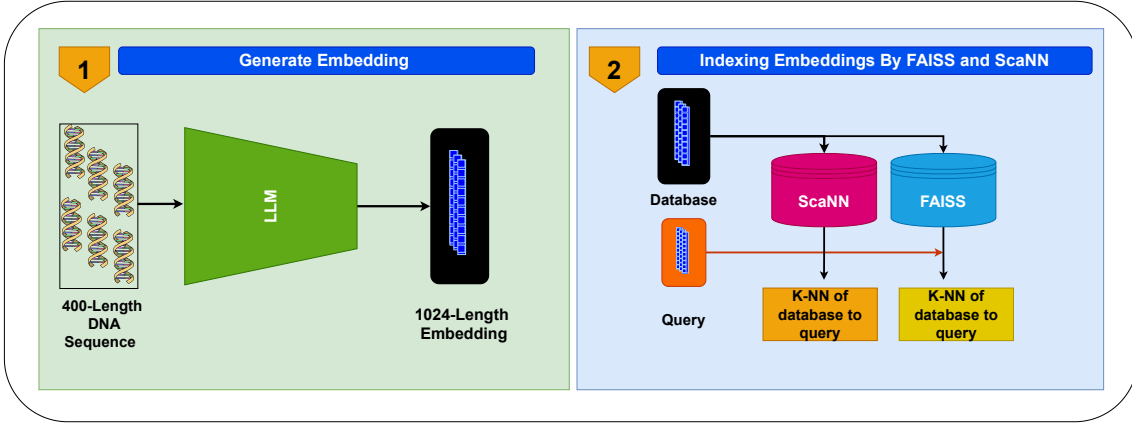 1
Generate Embedding
LLM
400-Length
DNA
Sequence
1024-Length
Embedding
2
Indexing Embeddings By FAISS and ScaNN
Database
ScaNN
FAISS
Query
K-NN of
database to
query
K-NN of
database to
query